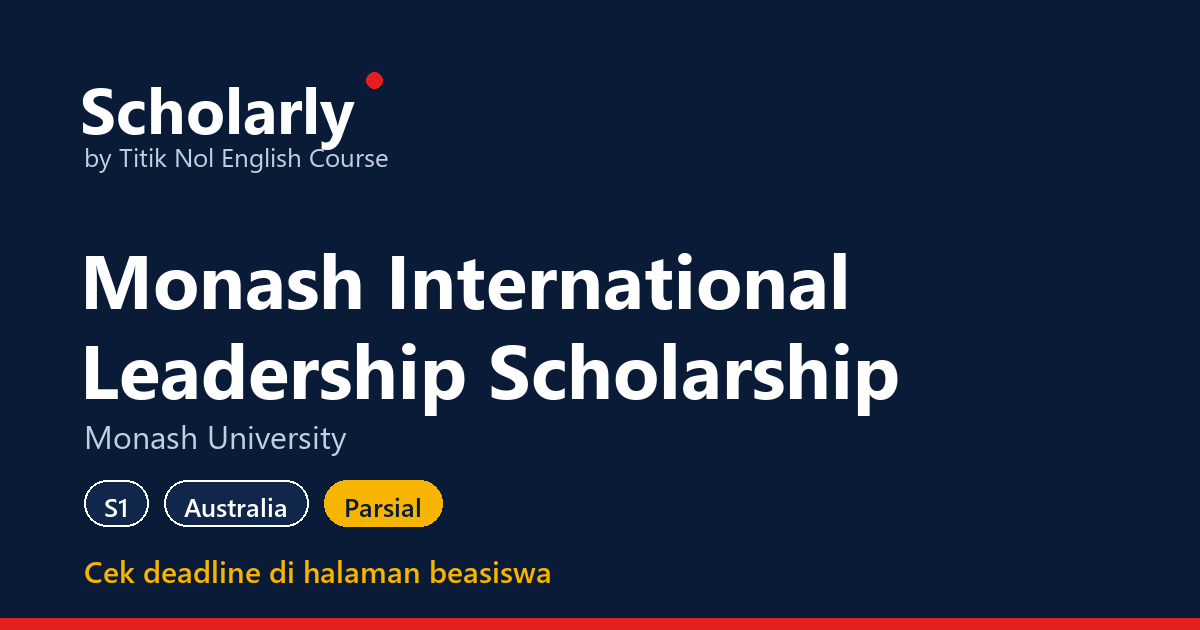 Scholarly
by Titik Nol English Course
Monash International
Leadership Scholarship
Monash University
S1 Australia Parsial
Cek deadline di halaman beasiswa